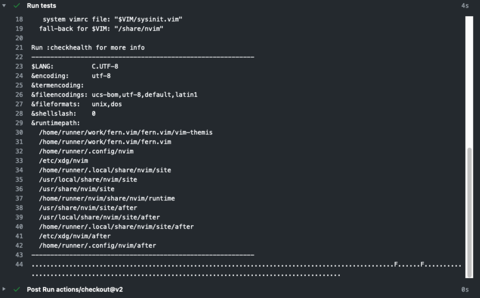 Run tests 4s
18 system vimrc file: "$VIM/sysinit.vim"
19 fall-back for $VIM: "/share/nvim"
20
21 Run :checkhealth for more info
22 --------------------------------------------------------
23 $LANG: C.UTF-8
24 &encoding: utf-8
25 &termencoding:
26 &fileencodings: ucs-bom,utf-8,default,latin1
27 &fileformats: unix,dos
28 &shellslash: 0
29 &runtimepath:
30 /home/runner/work/fern.vim/fern.vim/vim-themis
31 /home/runner/work/fern.vim/fern.vim
32 /home/runner/.config/nvim
33 /etc/xdg/nvim
34 /home/runner/.local/share/nvim/site
35 /usr/local/share/nvim/site
36 /usr/share/nvim/site
37 /home/runner/nvim/share/nvim/runtime
38 /usr/share/nvim/site/after
39 /usr/local/share/nvim/site/after
40 /home/runner/.local/share/nvim/site/after
41 /etc/xdg/nvim/after
42 /home/runner/.config/nvim/after
43 --------------------------------------------------------
44 ...........................................................................................F......F..........
.....................................................................................
Post Run actions/checkout@v2 0s